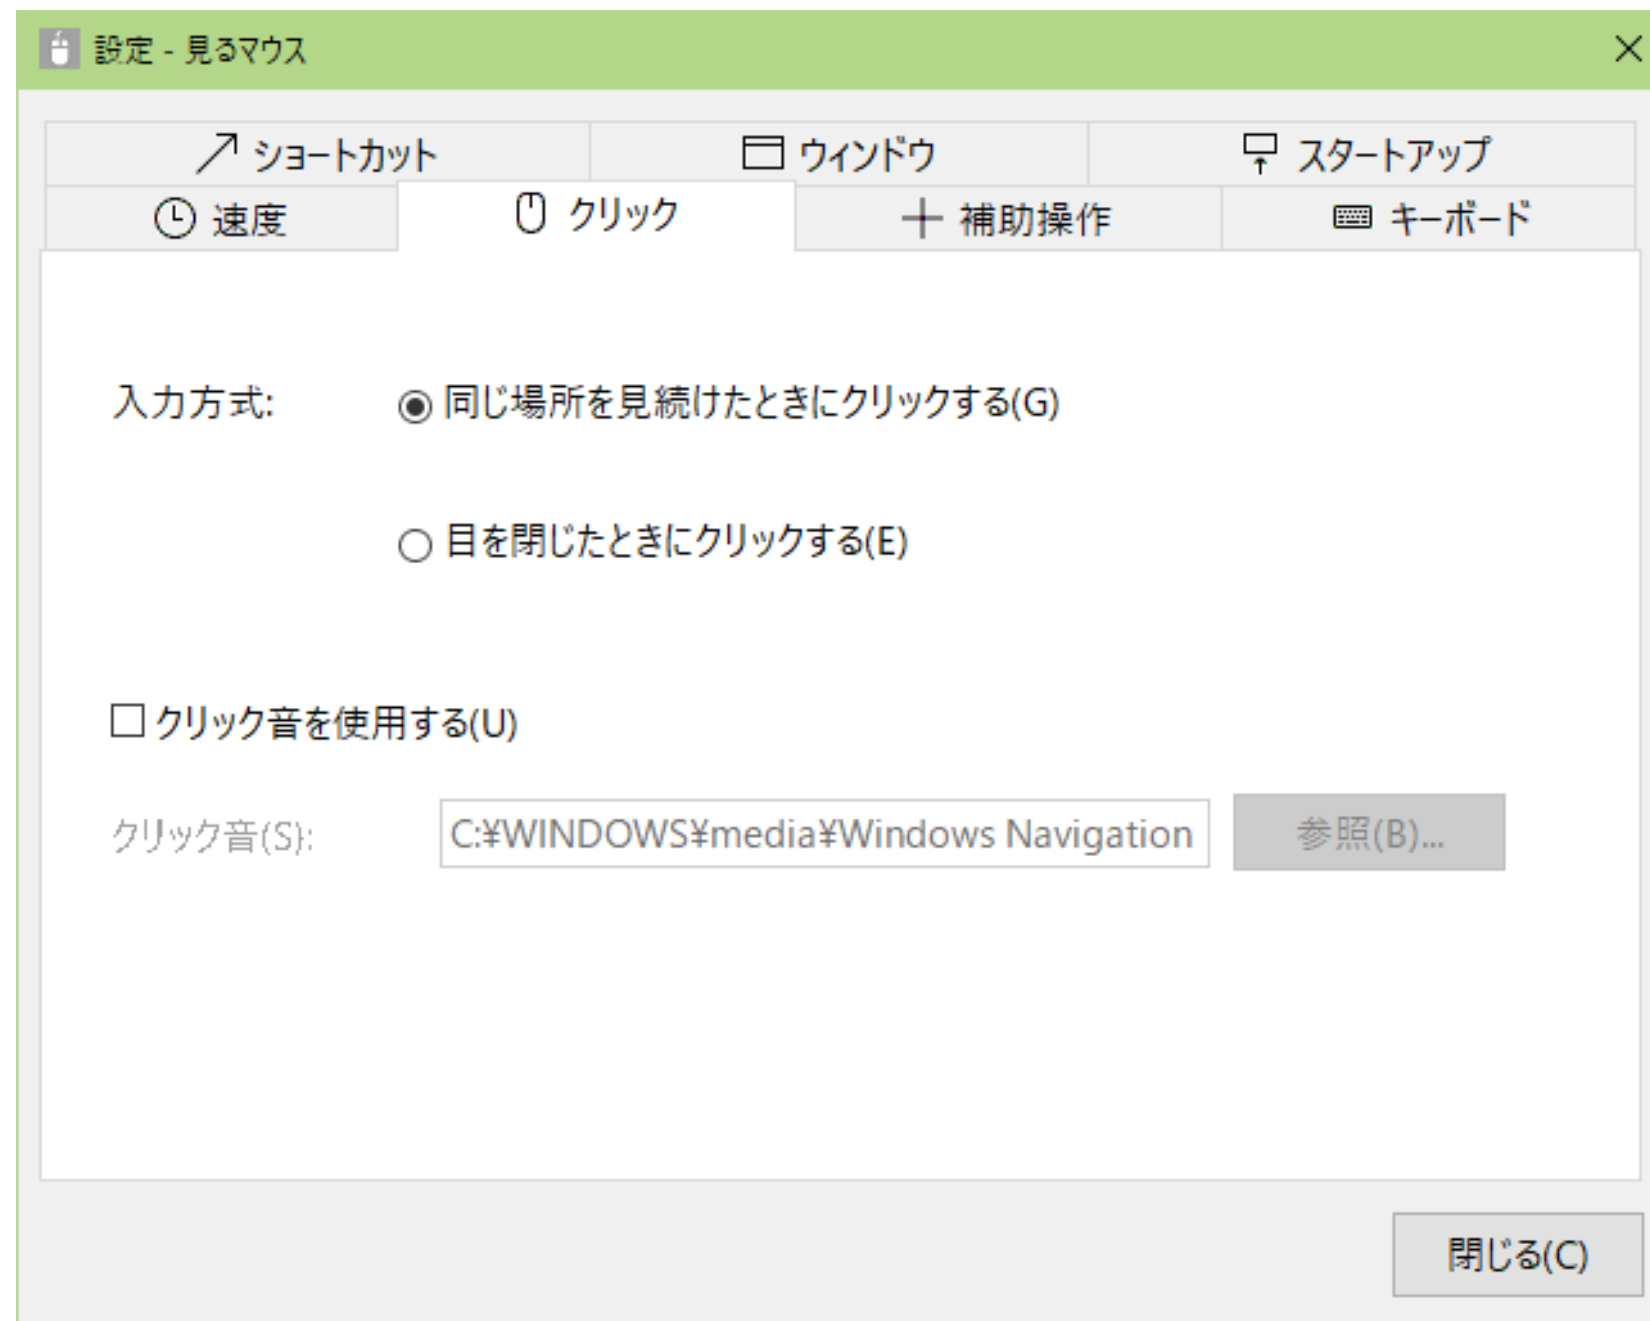 設定 - 見るマウス
ショートカット ウィンドウ スタートアップ
速度 クリック 補助操作 キーボード
入力方式: 同じ場所を見続けたときにクリックする(G)
目を閉じたときにクリックする(E)
クリック音を使用する(U)
クリック音(S): C:¥WINDOWS¥media¥Windows Navigation 参照(B)...
閉じる(C)